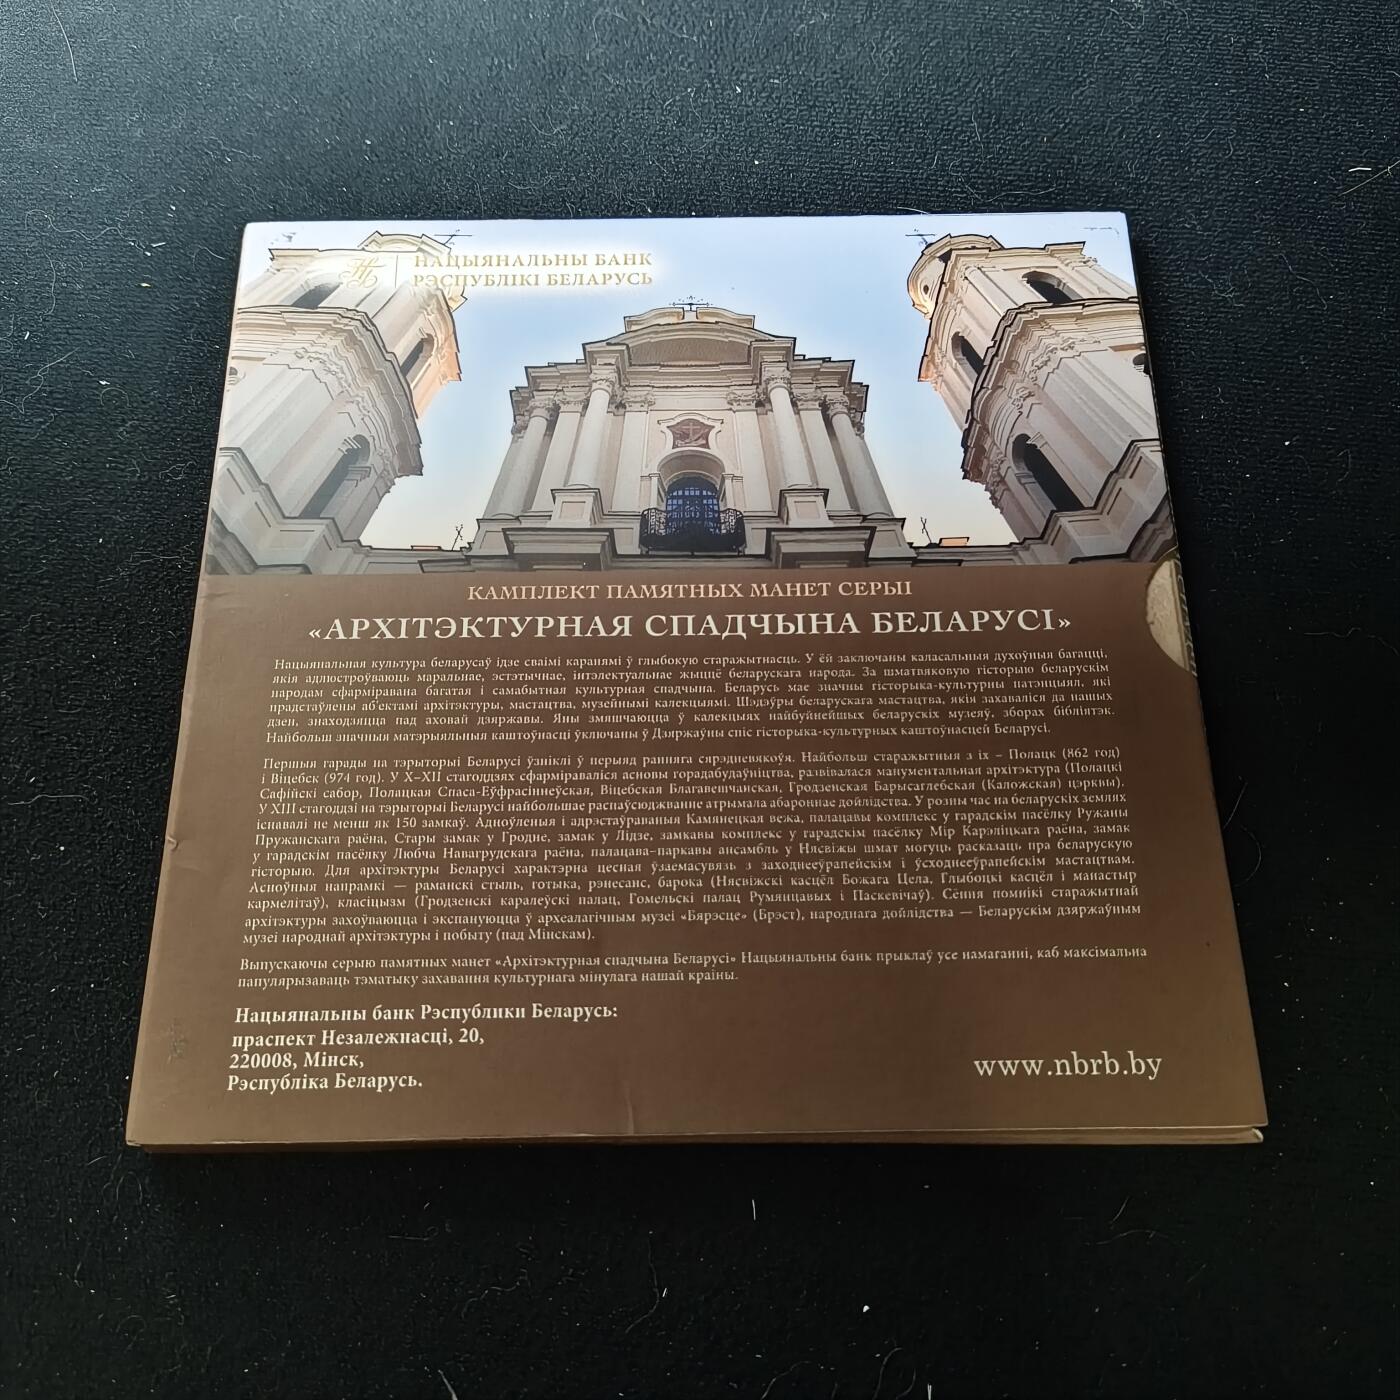 НАЦЫЯНАЛЬНЫ БАНК
РЭСПУБЛІКІ БЕЛАРУСЬ
КАМПЛЕКТ ПАМЯТНЫХ МАНЕТ СЕРЫІ
«АРХІТЭКТУРНАЯ СПАДЧЫНА БЕЛАРУСІ»
Нацыянальная культура беларусаў ідзе сваімі каранямі ў глыбокую старажытнасць. У ёй заключаны каласальныя духоўныя багацці,
якія адлюстроўваюць маральнае, эстэтычнае, інтэлектуальнае жыццё беларускага народа. За шматвяковую гісторыю беларускім
народам сфарміравана багатая і самабытная культурная спадчына. Беларусь мае значны гісторыка-культурны патэнцыял, які
прадстаўлены аб'ектамі архітэктуры, мастацтва, музейнымі калекцыямі. Шэдэўры беларускага мастацтва, якія захаваліся да нашых
дзён, знаходзяцца пад аховай дзяржавы. Яны змяшчаюцца ў калекцыях найбуйнейшых беларускіх музеяў, зборах бібліятэк.
Найбольш значныя матэрыяльныя каштоўнасці ўключаны ў Дзяржаўны спіс гісторыка-культурных каштоўнасцей Беларусі.
Першыя гарады на тэрыторыі Беларусі ўзніклі ў перыяд ранняга сярэдневякоўя. Найбольш старажытныя з іх – Полацк (862 год)
і Віцебск (974 год). У X–XII стагоддзях сфарміраваліся асновы горадабудаўніцтва, развівалася манументальная архітэктура (Полацкі
Сафійскі сабор, Полацкая Спаса-Еўфрасіннеўская, Віцебская Благавешчанская, Гродзенская Барысаглебская (Каложская) цэрквы).
У XIII стагоддзі на тэрыторыі Беларусі найбольшае распаўсюджванне атрымала абарончае дойлідства. У розны час на беларускіх землях
існавалі не менш як 150 замкаў. Адноўленыя і адрэстаўраваныя Камянецкая вежа, палацавы комплекс у гарадскім пасёлку Ружаны
Пружанскага раёна, Стары замак у Гродне, замак у Лідзе, замкавы комплекс у гарадскім пасёлку Мір Карэліцкага раёна, замак
у гарадскім пасёлку Любча Навагрудскага раёна, палацава-паркавы ансамбль у Нясвіжы шмат могуць расказаць пра беларускую
гісторыю. Для архітэктуры Беларусі характэрна цесная ўзаемасувязь з заходнееўрапейскім і ўсходнееўрапейскім мастацтвам.
Асноўныя напрамкі — раманскі стыль, готыка, рэнесанс, барока (Нясвіжскі касцёл Божага Цела, Глыбоцкі касцёл і манастыр
кармелітаў), класіцызм (Гродзенскі каралеўскі палац, Гомельскі палац Румянцавых і Паскевічаў). Сёння помнікі старажытнай
архітэктуры захоўваюцца і экспануюцца ў археалагічным музеі «Бярэсце» (Брэст), народнага дойлідства — Беларускім дзяржаўным
музеі народнай архітэктуры і побыту (пад Мінскам).
Выпускаючы серыю памятных манет «Архітэктурная спадчына Беларусі» Нацыянальны банк прыклаў усе намаганні, каб максімальна
папулярызаваць тэматыку захавання культурнага мінулага нашай краіны.
Нацыянальны банк Рэспублики Беларусь:
праспект Незалежнасці, 20,
220008, Мінск,
Рэспубліка Беларусь.
www.nbrb.by